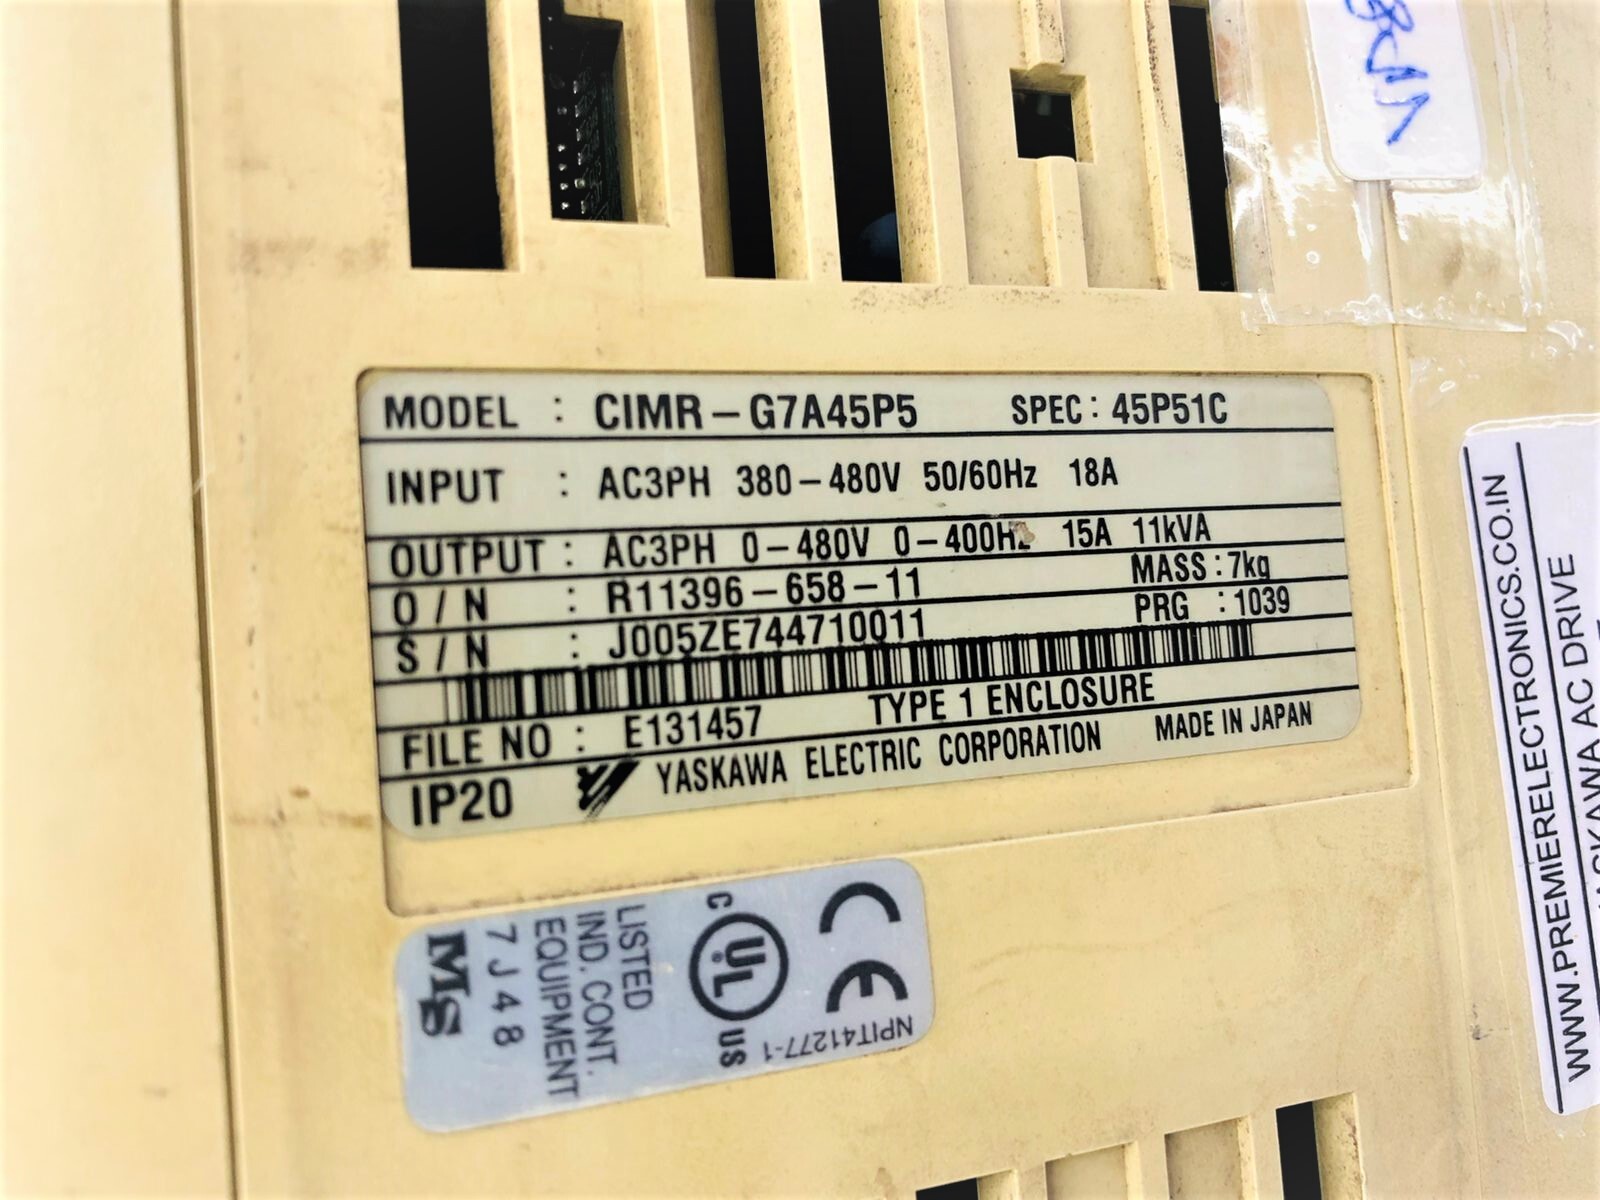 MODEL : CIMR-G7A45P5 SPEC: 45P51C
INPUT : AC3PH 380-480V 50/60Hz 18A
OUTPUT : AC3PH 0-480V 0-400Hz 15A 11kVA
O/N : R11396-658-11 MASS : 7kg
S/N : J005ZE744710011 PRG : 1039
FILE NO : E131457 TYPE 1 ENCLOSURE
IP20 YASKAWA ELECTRIC CORPORATION MADE IN JAPAN
CE
NPIT41277-1
C UL US
LISTED
IND. CONT.
EQUIPMENT
7J48
MS
WWW.PREMIERELECTRONICS.CO.IN
YASKAWA AC DRIVE